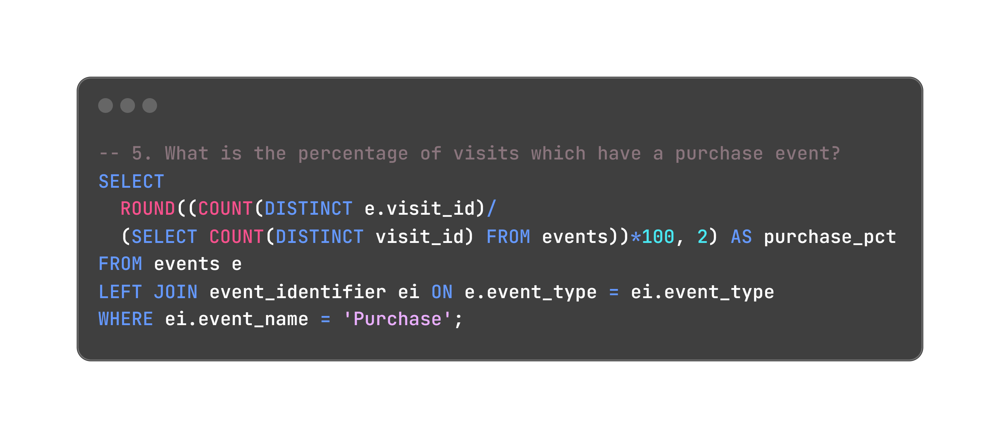 -- 5. What is the percentage of visits which have a purchase event?
SELECT
  ROUND((COUNT(DISTINCT e.visit_id)/
  (SELECT COUNT(DISTINCT visit_id) FROM events))*100, 2) AS purchase_pct
FROM events e
LEFT JOIN event_identifier ei ON e.event_type = ei.event_type
WHERE ei.event_name = 'Purchase';